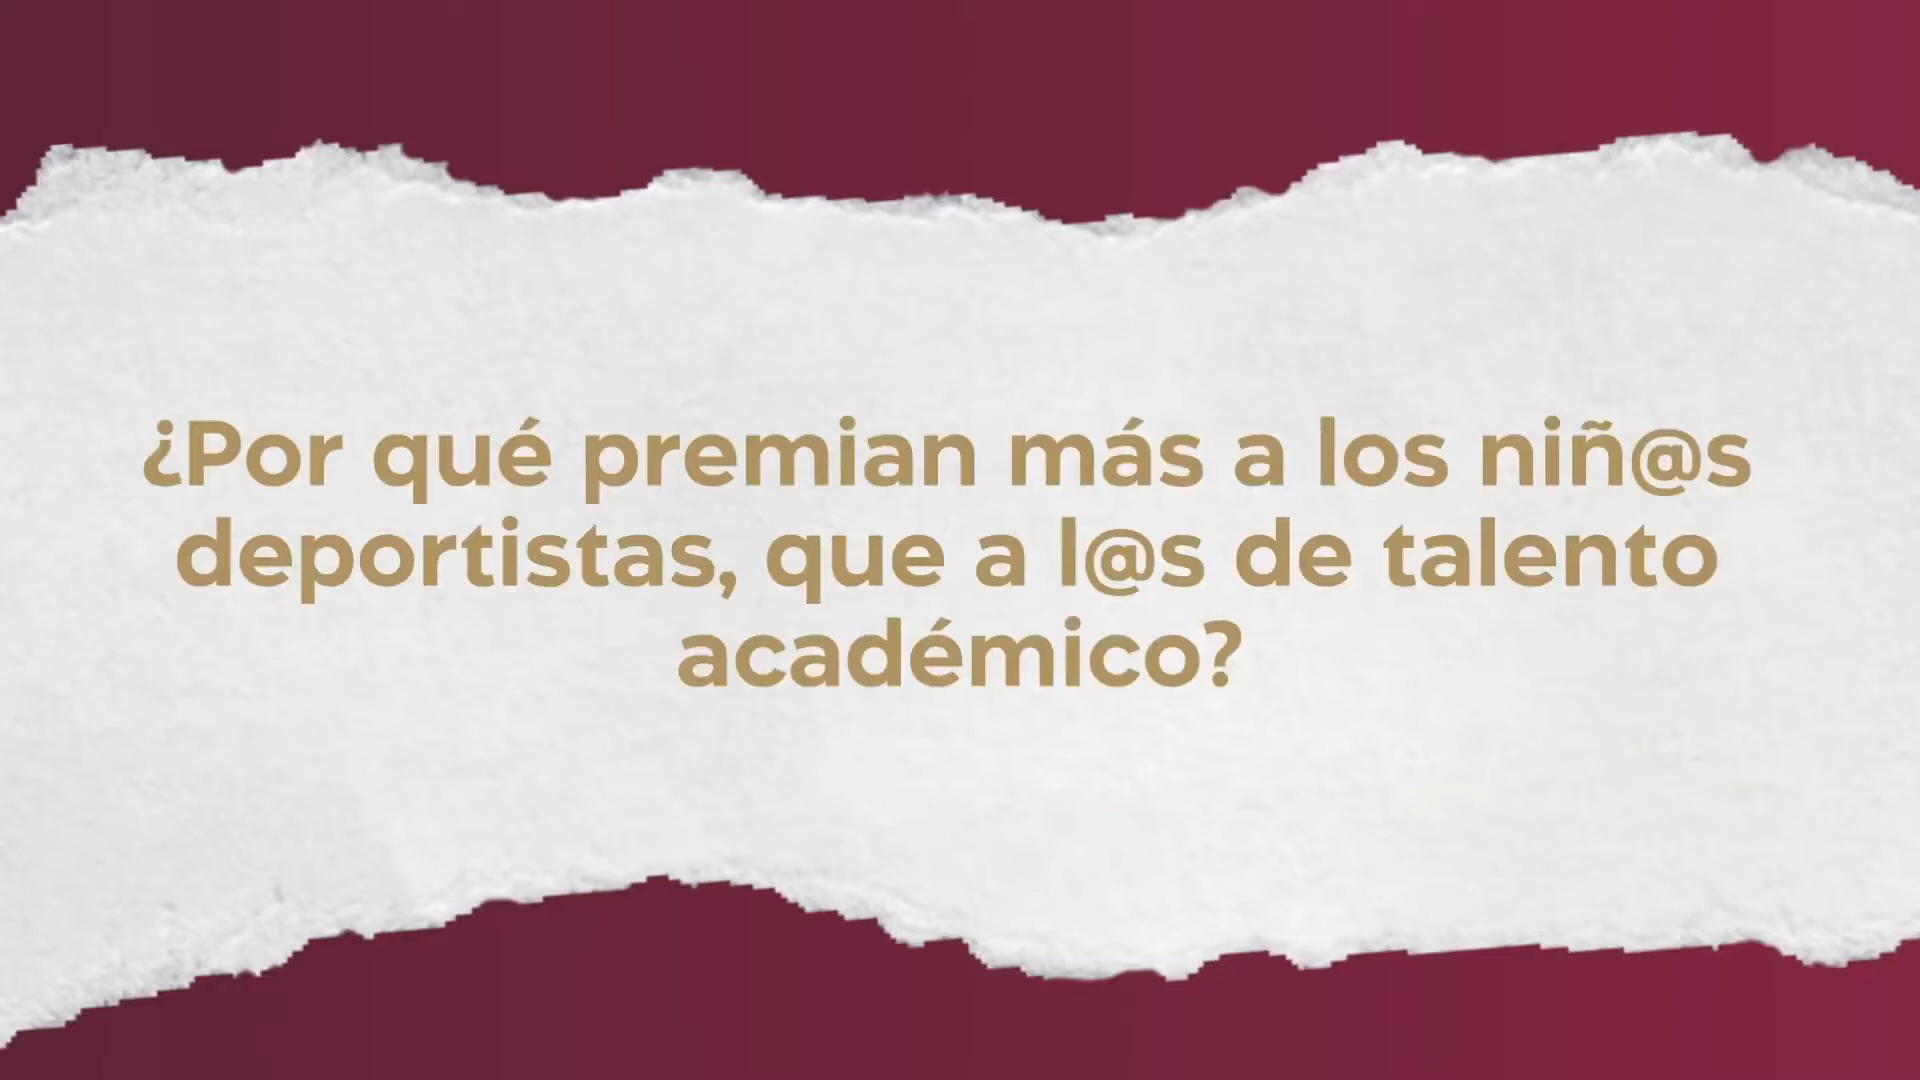 ¿Por qué premian más a los niñ@s
deportistas, que a l@s de talento
académico?